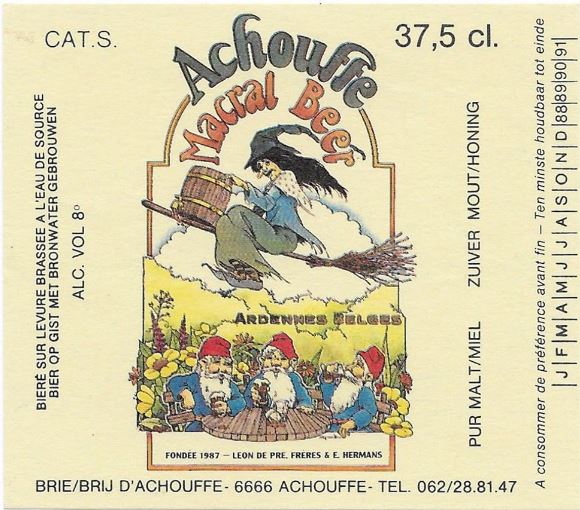 CAT.S.
37,5 cl.
Achouffe
Macral Beer
BIERE SUR LEVURE BRASSEE A L'EAU DE SOURCE
BIER OP GIST MET BRONWATER GEBROUWEN
ALC. VOL 8°
ARDENNES BELGES
FONDÉE 1987 — LEON DE PRE, FRERES & E. HERMANS
PUR MALT/MIEL ZUIVER MOUT/HONING
A consommer de préférence avant fin — Ten minste houdbaar tot einde
J F M A M J J A S O N D 88 89 90 91
BRIE/BRIJ D'ACHOUFFE- 6666 ACHOUFFE- TEL. 062/28.81.47